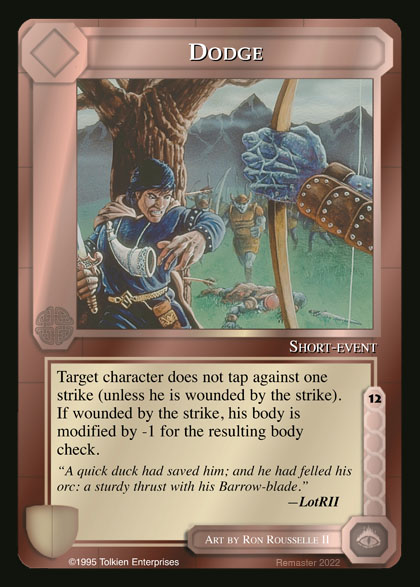 Dodge
Short-event
Target character does not tap against one
strike (unless he is wounded by the strike).
If wounded by the strike, his body is
modified by -1 for the resulting body
check.
“A quick duck had saved him; and he had felled his
orc: a sturdy thrust with his Barrow-blade.”
—LotRII
12
Art by Ron Rousselle II
©1995 Tolkien Enterprises
Remaster 2022